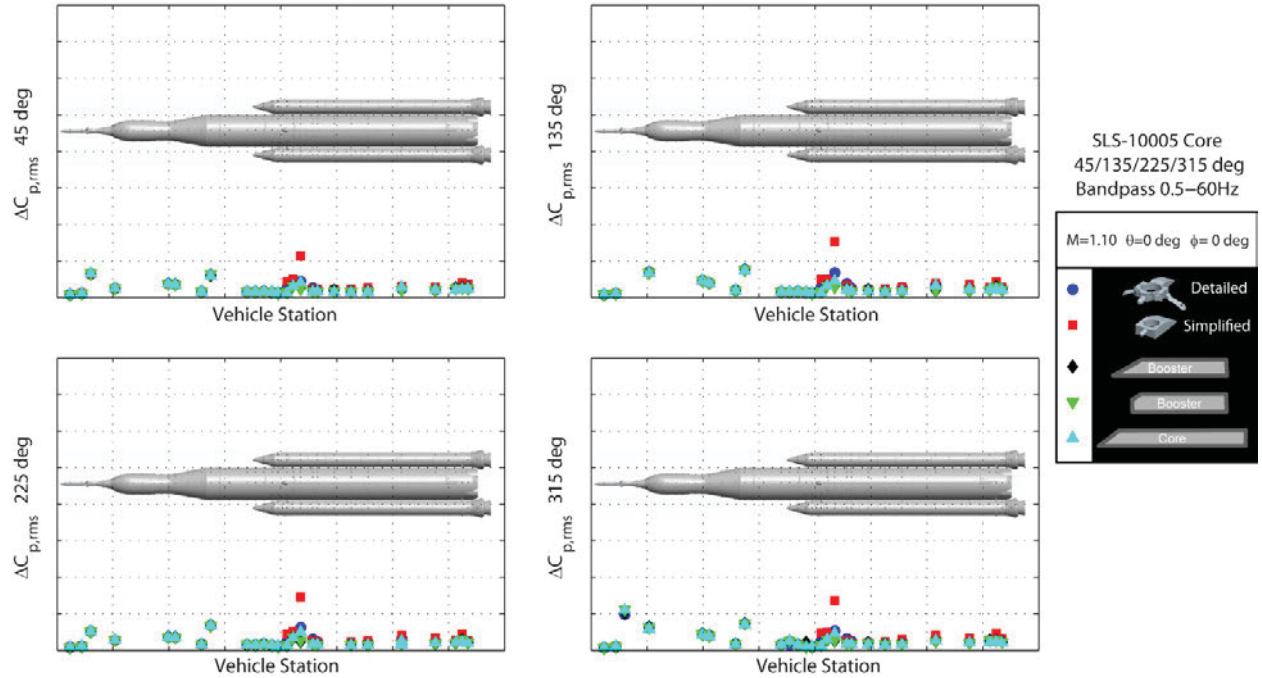 ΔC p,rms 45 deg
Vehicle Station
ΔC p,rms 135 deg
Vehicle Station
SLS-10005 Core
45/135/225/315 deg
Bandpass 0.5–60Hz
M=1.10 θ=0 deg ϕ= 0 deg
Detailed
Simplified
Booster
Booster
Core
ΔC p,rms 225 deg
Vehicle Station
ΔC p,rms 315 deg
Vehicle Station